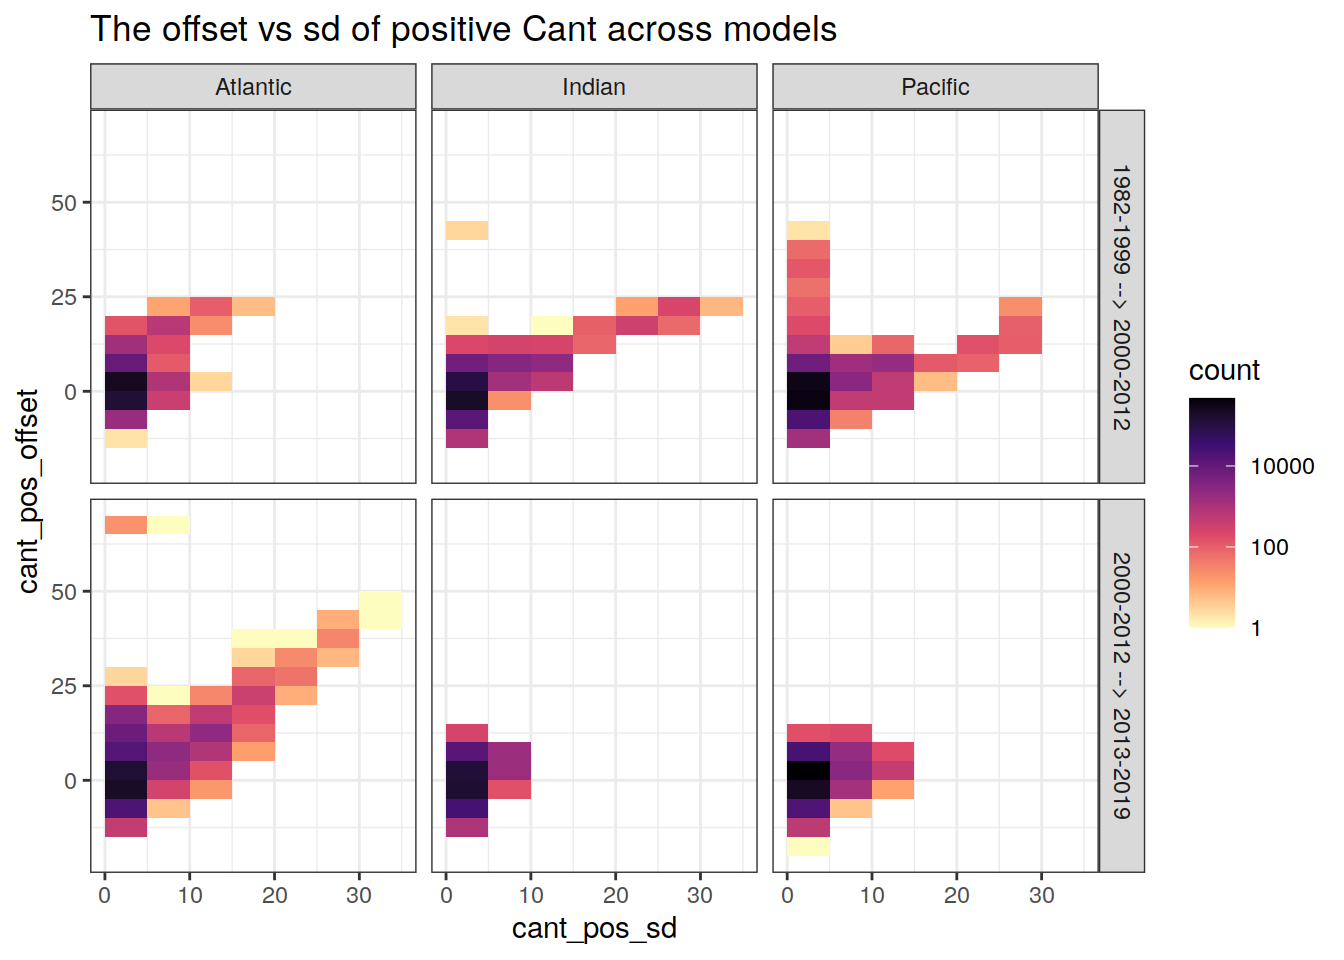 The offset vs sd of positive Cant across models
Atlantic
Indian
Pacific
1982-1999 --> 2000-2012
2000-2012 --> 2013-2019
cant_pos_offset
50
25
0
50
25
0
0 10 20 30
0 10 20 30
0 10 20 30
cant_pos_sd
count
10000
100
1